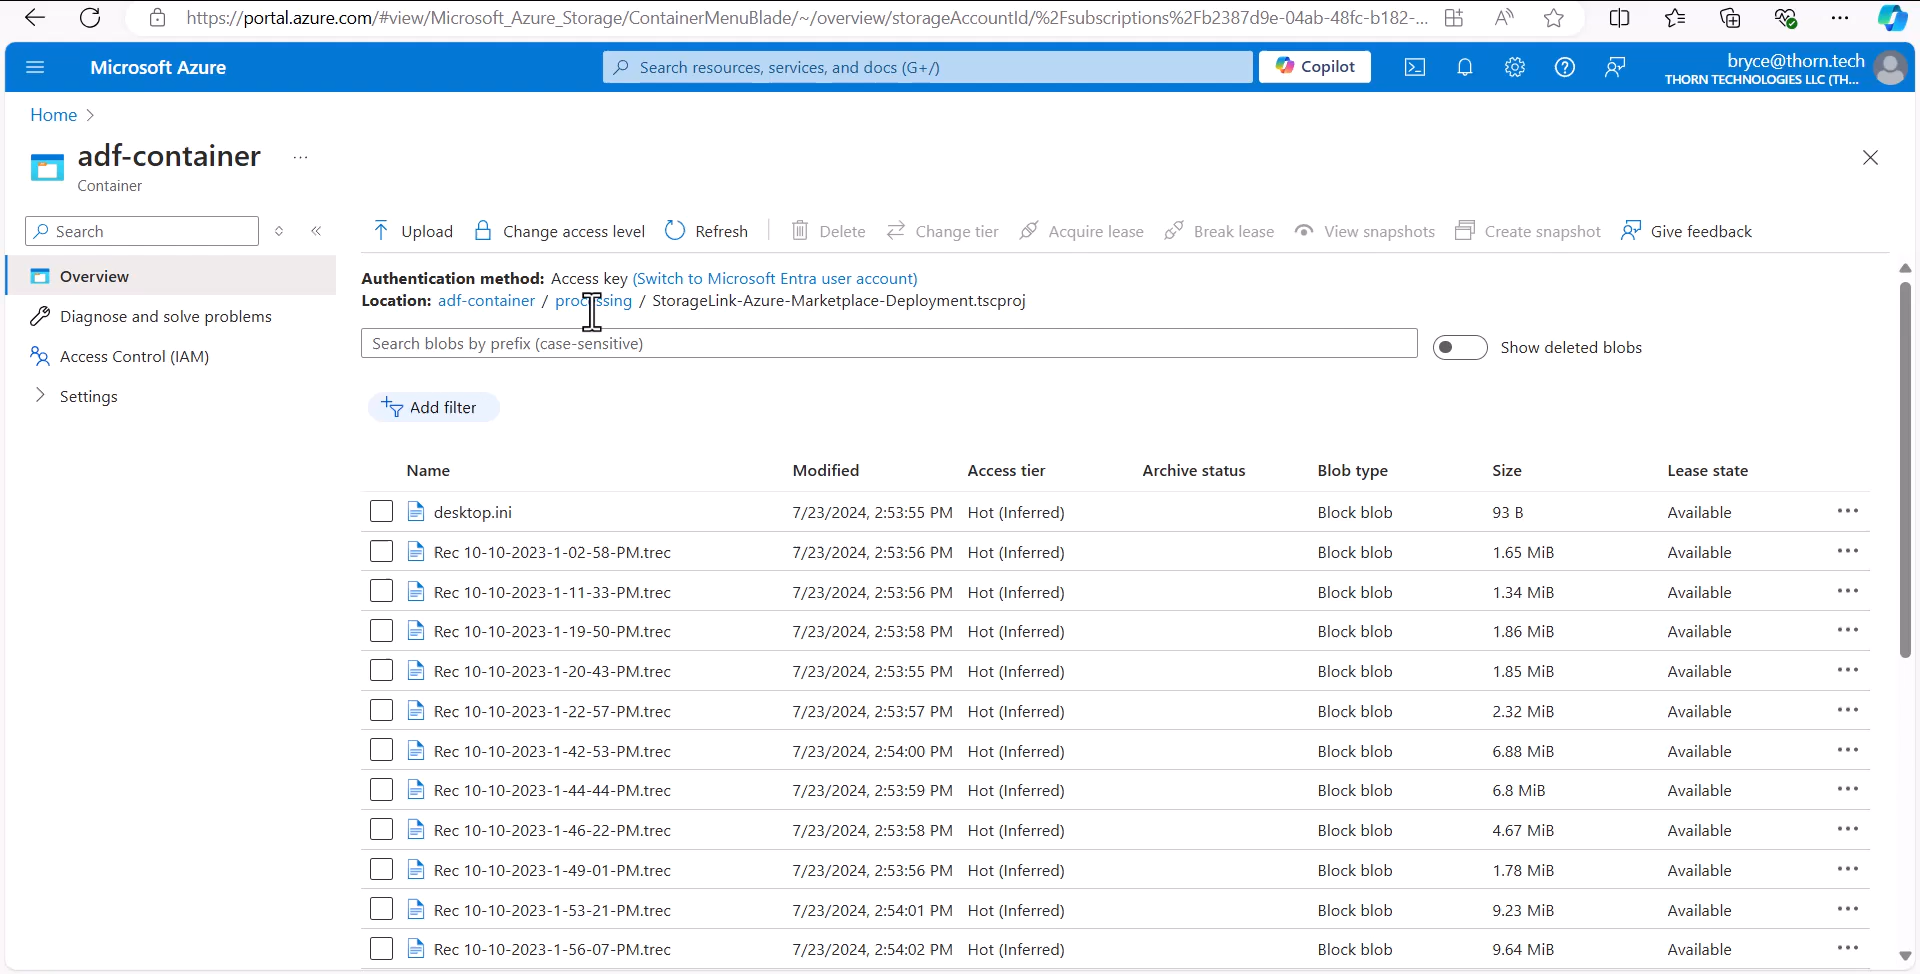 https://portal.azure.com/#view/Microsoft_Azure_Storage/ContainerMenuBlade/~/overview/storageAccountId/%2Fsubscriptions%2Fb2387d9e-04ab-48fc-b182-...
Microsoft Azure
Search resources, services, and docs (G+/)
Copilot
bryce@thorn.tech
THORN TECHNOLOGIES LLC (TH...
Home >
adf-container ...
Container
Search
Upload Change access level Refresh Delete Change tier Acquire lease Break lease View snapshots Create snapshot Give feedback
Overview
Diagnose and solve problems
Access Control (IAM)
Settings
Authentication method: Access key (Switch to Microsoft Entra user account)
Location: adf-container / processing / StorageLink-Azure-Marketplace-Deployment.tscproj
Search blobs by prefix (case-sensitive)
Show deleted blobs
Add filter
Name Modified Access tier Archive status Blob type Size Lease state
desktop.ini 7/23/2024, 2:53:55 PM Hot (Inferred) Block blob 93 B Available
Rec 10-10-2023-1-02-58-PM.trec 7/23/2024, 2:53:56 PM Hot (Inferred) Block blob 1.65 MiB Available
Rec 10-10-2023-1-11-33-PM.trec 7/23/2024, 2:53:56 PM Hot (Inferred) Block blob 1.34 MiB Available
Rec 10-10-2023-1-19-50-PM.trec 7/23/2024, 2:53:58 PM Hot (Inferred) Block blob 1.86 MiB Available
Rec 10-10-2023-1-20-43-PM.trec 7/23/2024, 2:53:55 PM Hot (Inferred) Block blob 1.85 MiB Available
Rec 10-10-2023-1-22-57-PM.trec 7/23/2024, 2:53:57 PM Hot (Inferred) Block blob 2.32 MiB Available
Rec 10-10-2023-1-42-53-PM.trec 7/23/2024, 2:54:00 PM Hot (Inferred) Block blob 6.88 MiB Available
Rec 10-10-2023-1-44-44-PM.trec 7/23/2024, 2:53:59 PM Hot (Inferred) Block blob 6.8 MiB Available
Rec 10-10-2023-1-46-22-PM.trec 7/23/2024, 2:53:58 PM Hot (Inferred) Block blob 4.67 MiB Available
Rec 10-10-2023-1-49-01-PM.trec 7/23/2024, 2:53:56 PM Hot (Inferred) Block blob 1.78 MiB Available
Rec 10-10-2023-1-53-21-PM.trec 7/23/2024, 2:54:01 PM Hot (Inferred) Block blob 9.23 MiB Available
Rec 10-10-2023-1-56-07-PM.trec 7/23/2024, 2:54:02 PM Hot (Inferred) Block blob 9.64 MiB Available